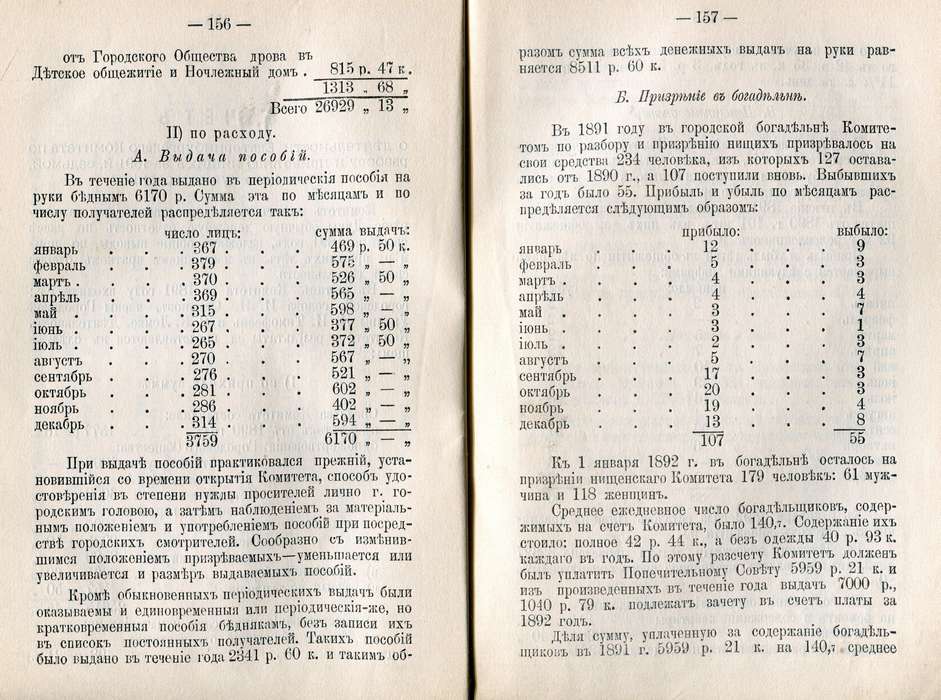 — 156 —
отъ Городского Общества дрова въ
Дѣтское общежитіе и Ночлежный домъ . 815 р. 47 к.
1313 „ 68 „
Всего 26929 „ 13 „
II) по расходу.
А. Выдача пособій.
Въ теченіе года выдано въ періодическія пособія на
руки бѣднымъ 6170 р. Сумма эта по мѣсяцамъ и по
числу получателей распредѣляется такъ:
число лицъ: сумма выдачъ:
январь . . 367 . . . 469 р. 50 к.
февраль . . 379 . . . 575 „ — „
мартъ . . . 370 . . . 526 „ 50 „
апрѣль . . 369 . . . 565 „ — „
май . . . 315 . . . 598 „ — „
іюнь . . . 267 . . . 377 „ 50 „
іюль . . . 265 . . . 372 „ 50 „
августъ . . 270 . . . 567 „ — „
сентябрь . . 276 . . . 521 „ — „
октябрь . . 281 . . . 602 „ — „
ноябрь . . 286 . . . 402 „ — „
декабрь . . 314 . . . 594 „ — „
3759 6170 „ — „
При выдачѣ пособій практиковался прежній, уста-
новившійся со времени открытія Комитета, способъ удо-
стовѣренія въ степени нужды просителей лично г. го-
родскимъ головою, а затѣмъ наблюденіемъ за матеріаль-
нымъ положеніемъ и употребленіемъ пособій при посред-
ствѣ городскихъ смотрителей. Сообразно съ измѣнив-
шимся положеніемъ призрѣваемыхъ—уменьшается или
увеличивается и размѣръ выдаваемыхъ пособій.
Кромѣ обыкновенныхъ періодическихъ выдачъ были
оказываемы и единовременныя или періодическія-же, но
кратковременныя пособія бѣднякамъ, безъ записи ихъ
въ списокъ постоянныхъ получателей. Такихъ пособій
было выдано въ теченіе года 2341 р. 60 к. и такимъ об-
— 157 —
разомъ сумма всѣхъ денежныхъ выдачъ на руки рав-
няется 8511 р. 60 к.
Б. Призрѣніе въ богадѣльнѣ.
Въ 1891 году въ городской богадѣльнѣ Комите-
томъ по разбору и призрѣнію нищихъ призрѣвалось на
свои средства 234 человѣка, изъ которыхъ 127 остава-
лись отъ 1890 г., а 107 поступили вновь. Выбывшихъ
за годъ было 55. Прибыль и убыль по мѣсяцамъ рас-
предѣляется слѣдующимъ образомъ:
прибыло: выбыло:
январь . . . 12 . . . 9
февраль . . . 5 . . . 3
мартъ . . . . 4 . . . 3
апрѣль . . . 4 . . . 4
май . . . . 3 . . . 7
іюнь . . . . 3 . . . 1
іюль . . . . 2 . . . 3
августъ . . . 5 . . . 7
сентябрь . . . 17 . . . 3
октябрь . . . 20 . . . 3
ноябрь . . . 19 . . . 4
декабрь . . . 13 . . . 8
107 55
Къ 1 января 1892 г. въ богадѣльнѣ осталось на
призрѣніи нищенскаго Комитета 179 человѣкъ: 61 муж-
чина и 118 женщинъ.
Среднее ежедневное число богадѣльщиковъ, содер-
жимыхъ на счетъ Комитета, было 140,7. Содержаніе ихъ
стоило: полное 42 р. 44 к., а безъ одежды 40 р. 93 к.
каждаго въ годъ. По этому разсчету Комитетъ долженъ
былъ уплатить Попечительному Совѣту 5959 р. 21 к. и
изъ произведенныхъ въ теченіе года выдачъ 7000 р.,
1040 р. 79 к. подлежатъ зачету въ счетъ платы за
1892 годъ.
Дѣля сумму, уплаченную за содержаніе богадѣль-
щиковъ въ 1891 г. 5959 р. 21 к. на 140,7 среднее